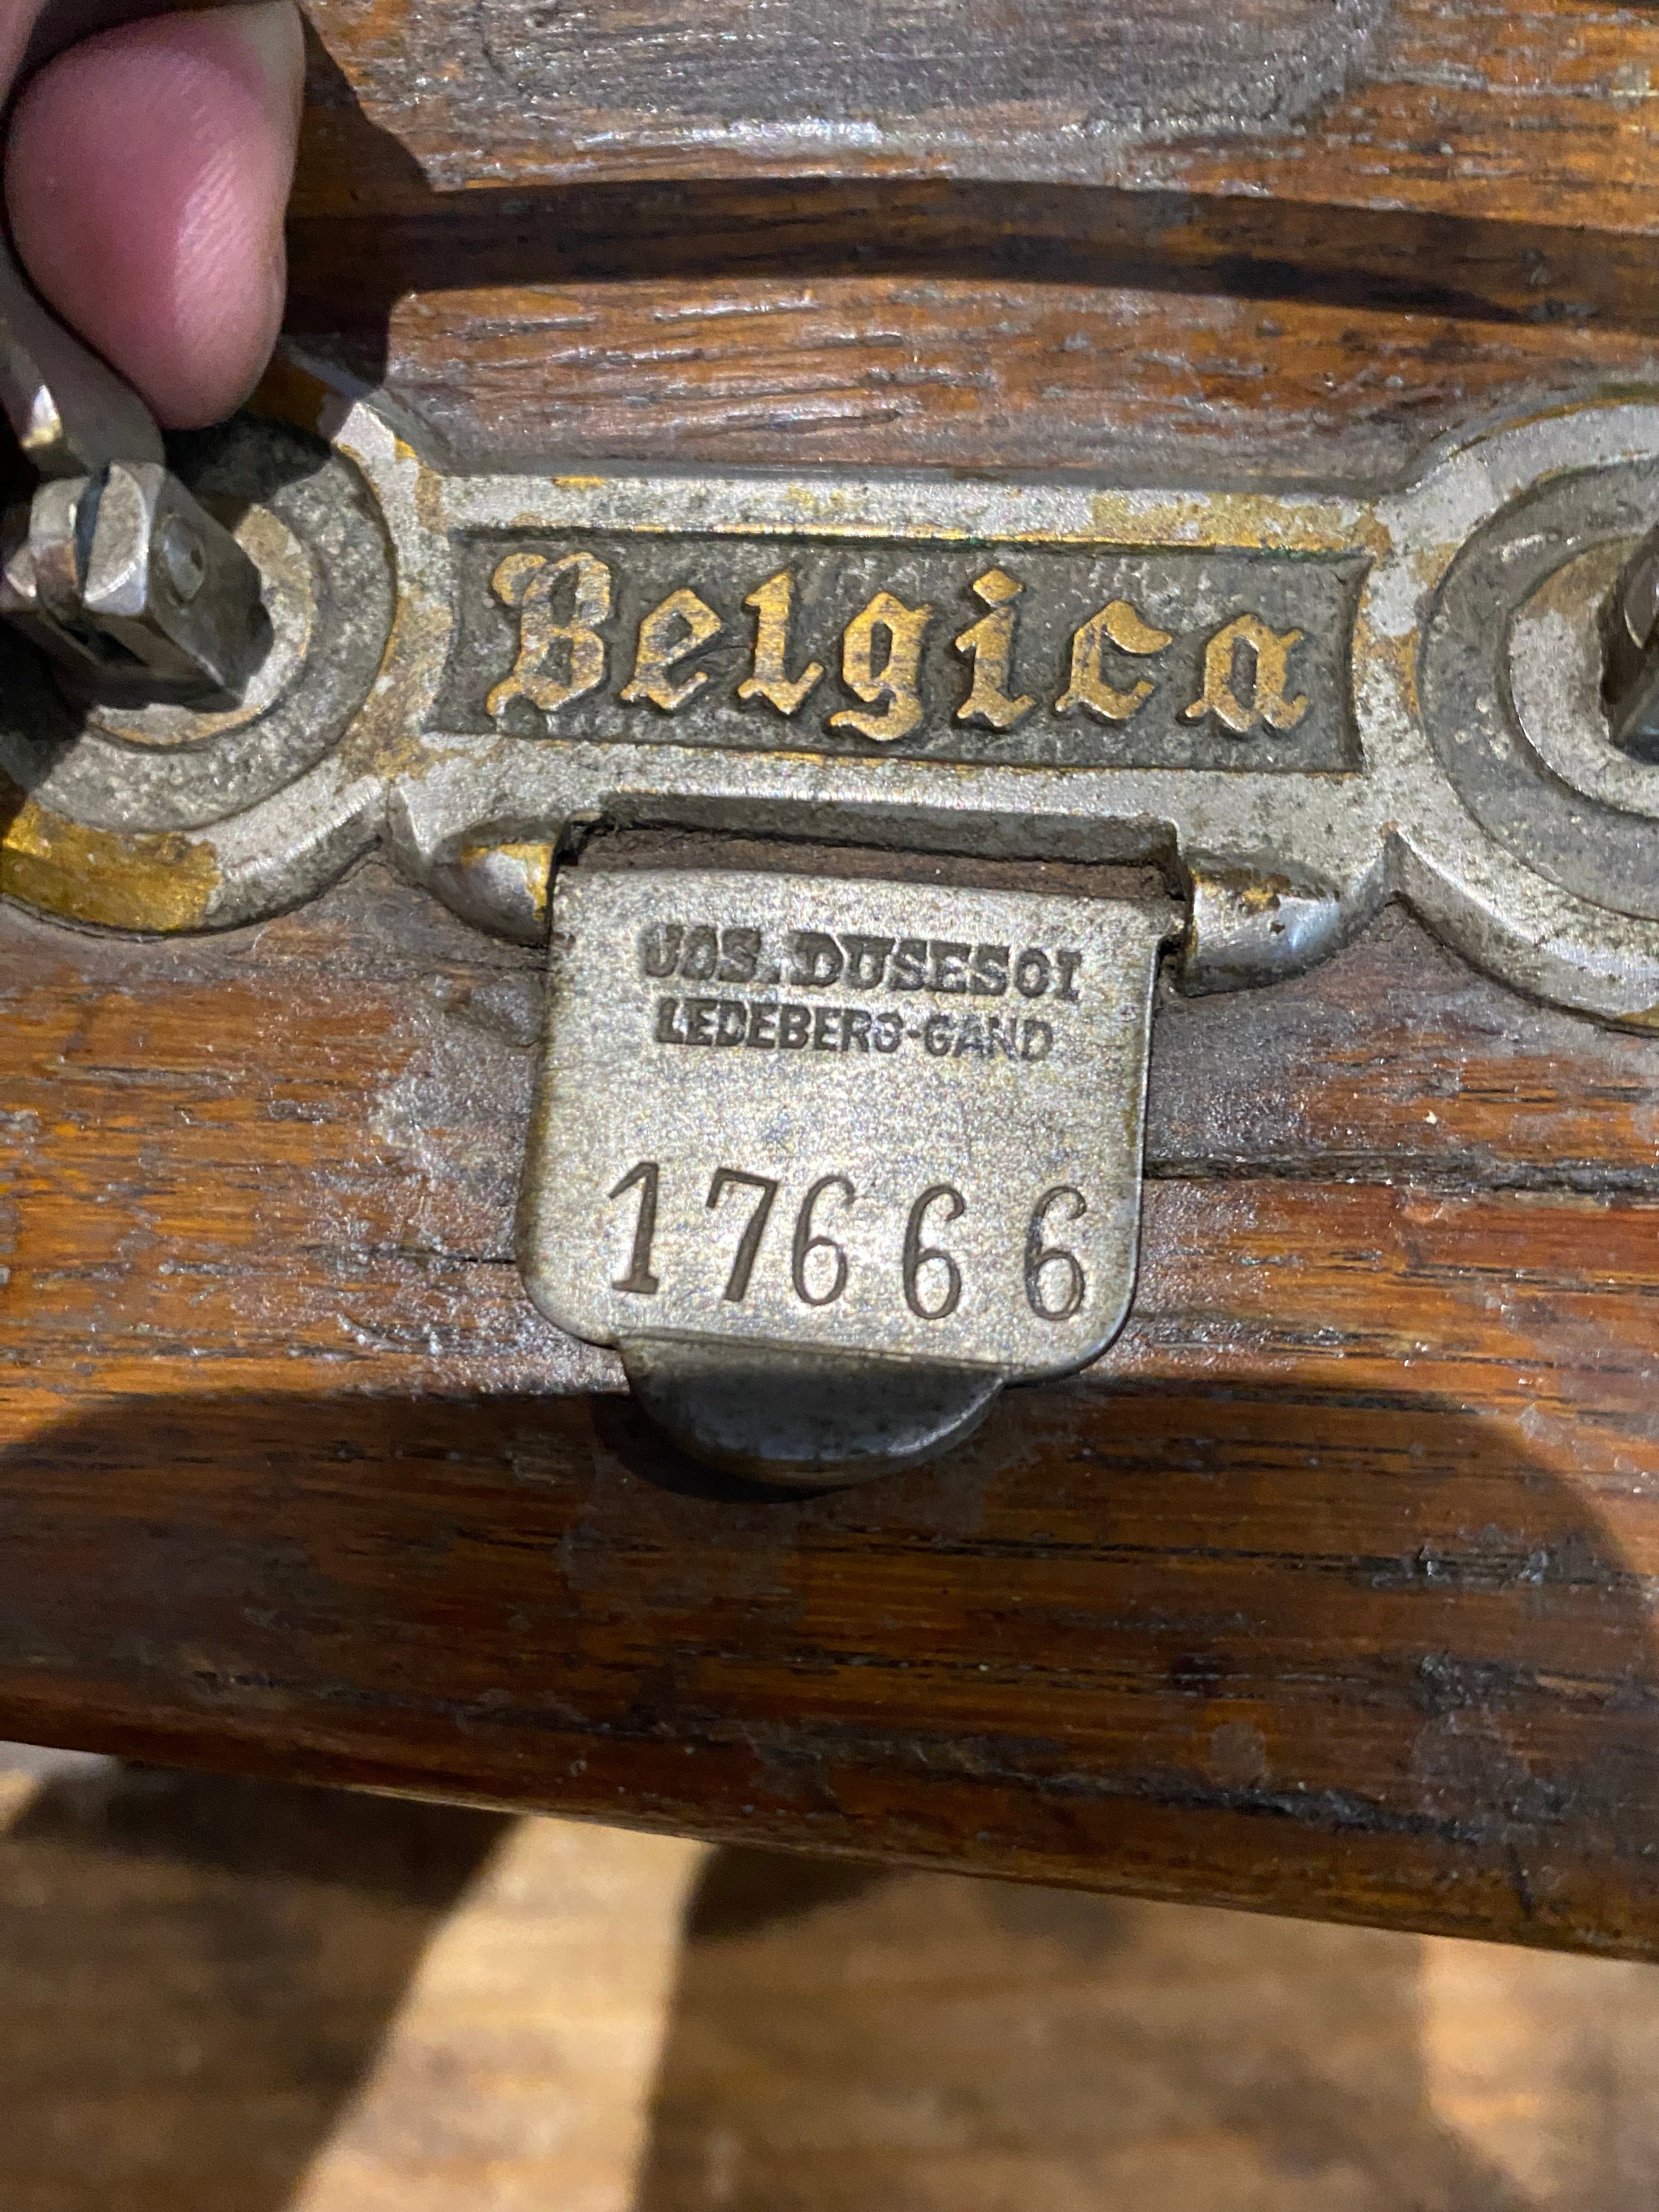 Belgica
JOS. DUSESOI
LEDEBERG-GAND
17666